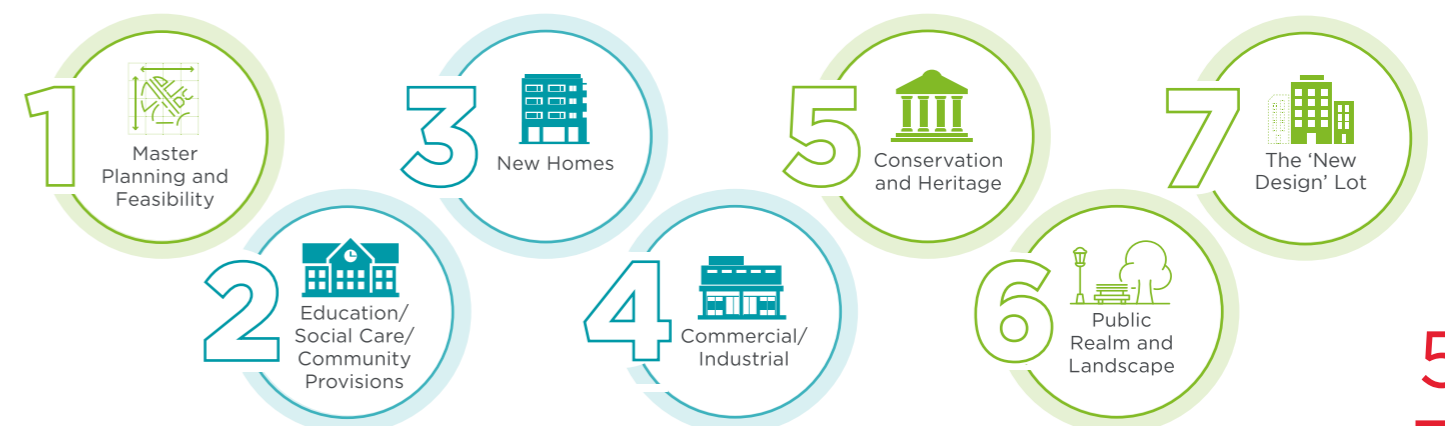 1
Master
Planning and
Feasibility
2
Education/
Social Care/
Community
Provisions
3
New Homes
4
Commercial/
Industrial
5
Conservation
and Heritage
6
Public
Realm and
Landscape
7
The ‘New
Design’ Lot
5